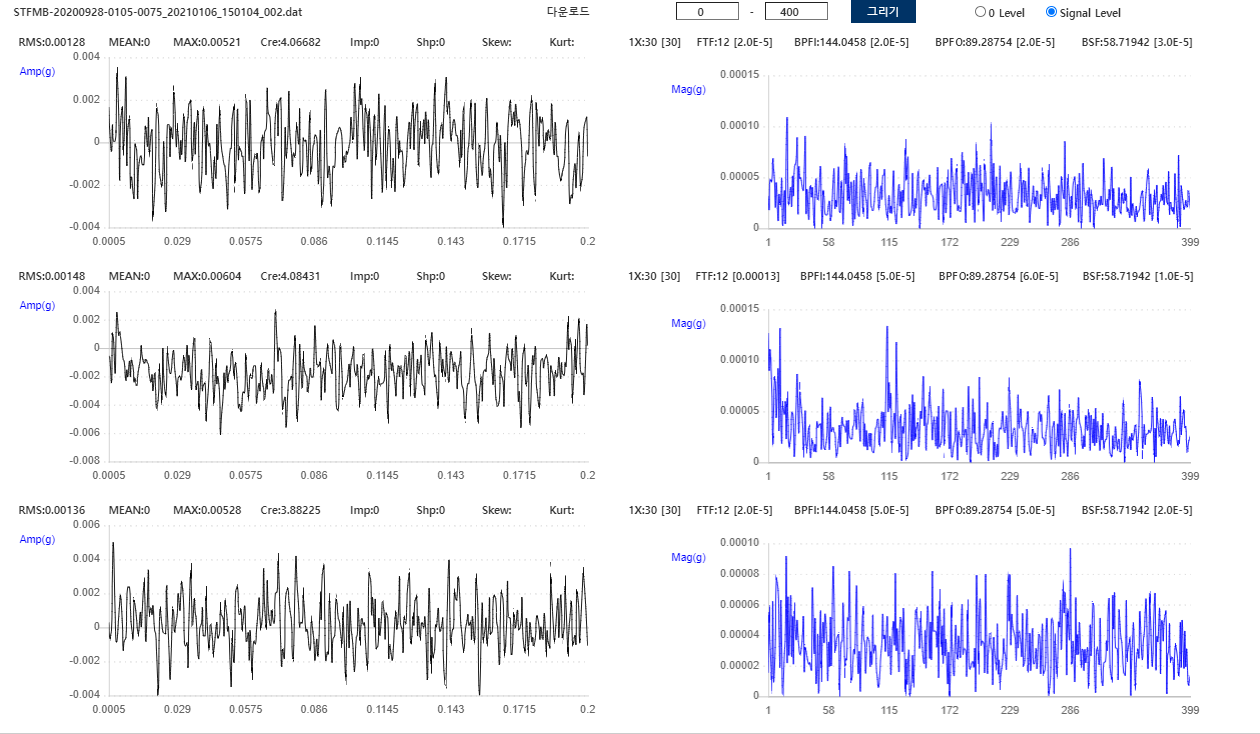 STFMB-20200928-0105-0075_20210106_150104_002.dat 다운로드 0 - 400 그리기 0 Level Signal Level
RMS:0.00128 MEAN:0 MAX:0.00521 Cre:4.06682 Imp:0 Shp:0 Skew: Kurt:
Amp(g)
0.004
0.002
0
-0.002
-0.004
0.0005 0.029 0.0575 0.086 0.1145 0.143 0.1715 0.2
1X:30 [30] FTF:12 [2.0E-5] BPFI:144.0458 [2.0E-5] BPFO:89.28754 [2.0E-5] BSF:58.71942 [3.0E-5]
Mag(g)
0.00015
0.00010
0.00005
0
1 58 115 172 229 286 399
RMS:0.00148 MEAN:0 MAX:0.00604 Cre:4.08431 Imp:0 Shp:0 Skew: Kurt:
Amp(g)
0.004
0.002
0
-0.002
-0.004
-0.006
-0.008
0.0005 0.029 0.0575 0.086 0.1145 0.143 0.1715 0.2
1X:30 [30] FTF:12 [0.00013] BPFI:144.0458 [5.0E-5] BPFO:89.28754 [6.0E-5] BSF:58.71942 [1.0E-5]
Mag(g)
0.00015
0.00010
0.00005
0
1 58 115 172 229 286 399
RMS:0.00136 MEAN:0 MAX:0.00528 Cre:3.88225 Imp:0 Shp:0 Skew: Kurt:
Amp(g)
0.006
0.004
0.002
0
-0.002
-0.004
0.0005 0.029 0.0575 0.086 0.1145 0.143 0.1715 0.2
1X:30 [30] FTF:12 [2.0E-5] BPFI:144.0458 [5.0E-5] BPFO:89.28754 [5.0E-5] BSF:58.71942 [2.0E-5]
Mag(g)
0.00010
0.00008
0.00006
0.00004
0.00002
0
1 58 115 172 229 286 399